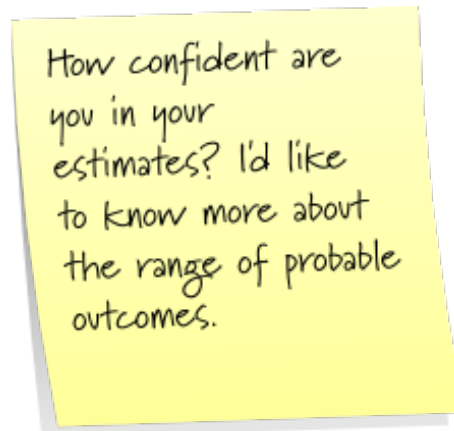 How confident are
you in your
estimates? I'd like
to know more about
the range of probable
outcomes.